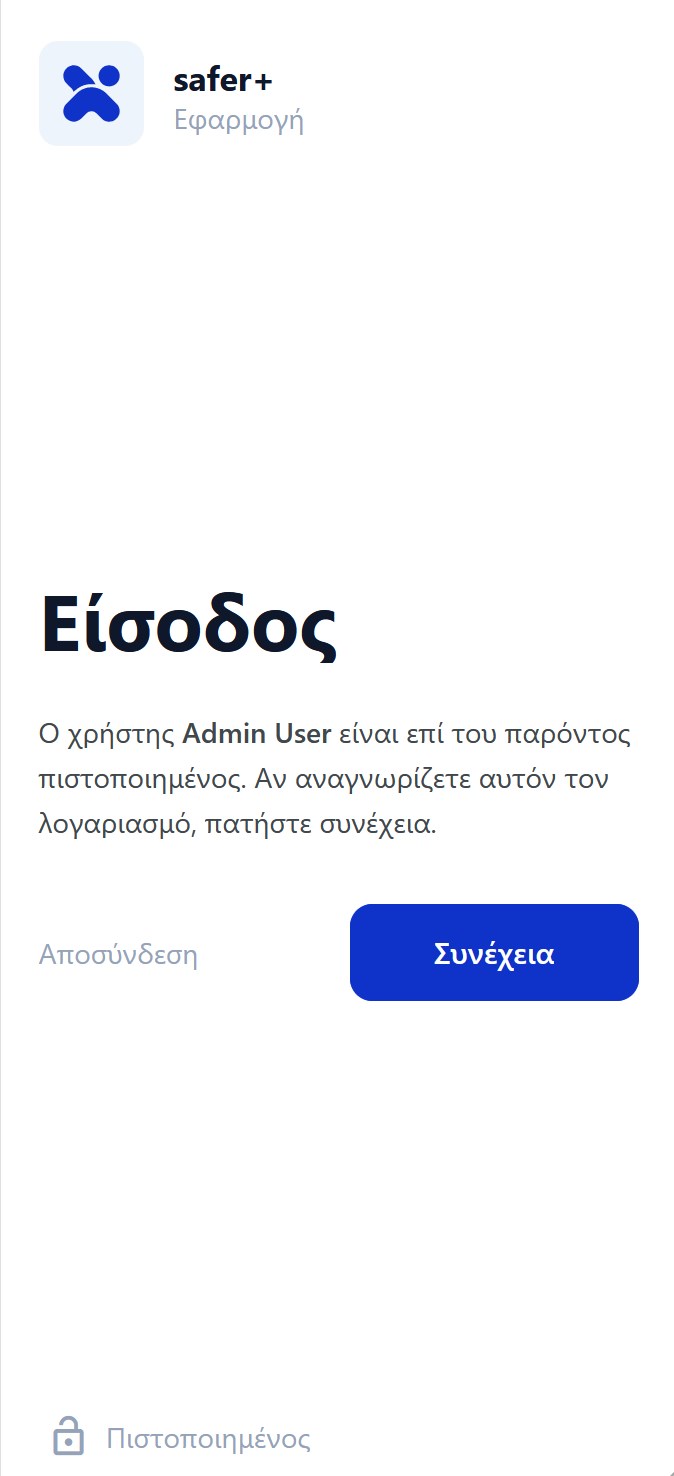 safer+
Εφαρμογή
Είσοδος
Ο χρήστης Admin User είναι επί του παρόντος
πιστοποιημένος. Αν αναγνωρίζετε αυτόν τον
λογαριασμό, πατήστε συνέχεια.
Αποσύνδεση
Συνέχεια
Πιστοποιημένος